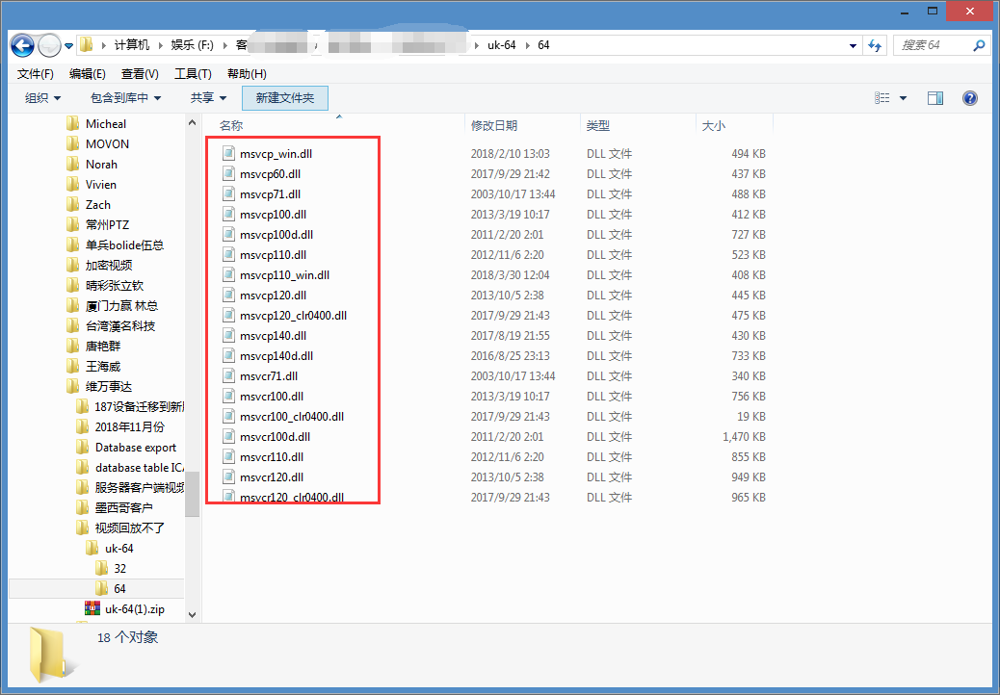 计算机 娱乐 (F:) 客 uk-64 64 搜索 64
文件(F) 编辑(E) 查看(V) 工具(T) 帮助(H)
组织 包含到库中 共享 新建文件夹
Micheal
MOVON
Norah
Vivien
Zach
常州PTZ
单兵bolide伍总
加密视频
晴彩张立钦
厦门力赢 林总
台湾漢名科技
唐艳群
王海威
维万事达
187设备迁移到新服
2018年11月份
Database export
database table ICA
服务器客户端视频
墨西哥客户
视频回放不了
uk-64
32
64
uk-64(1).zip
名称 修改日期 类型 大小
msvcp_win.dll 2018/2/10 13:03 DLL 文件 494 KB
msvcp60.dll 2017/9/29 21:42 DLL 文件 437 KB
msvcp71.dll 2003/10/17 13:44 DLL 文件 488 KB
msvcp100.dll 2013/3/19 10:17 DLL 文件 412 KB
msvcp100d.dll 2011/2/20 2:01 DLL 文件 727 KB
msvcp110.dll 2012/11/6 2:20 DLL 文件 523 KB
msvcp110_win.dll 2018/3/30 12:04 DLL 文件 408 KB
msvcp120.dll 2013/10/5 2:38 DLL 文件 445 KB
msvcp120_clr0400.dll 2017/9/29 21:43 DLL 文件 475 KB
msvcp140.dll 2017/8/19 21:55 DLL 文件 430 KB
msvcp140d.dll 2016/8/25 23:13 DLL 文件 733 KB
msvcr71.dll 2003/10/17 13:44 DLL 文件 340 KB
msvcr100.dll 2013/3/19 10:17 DLL 文件 756 KB
msvcr100_clr0400.dll 2017/9/29 21:43 DLL 文件 19 KB
msvcr100d.dll 2011/2/20 2:01 DLL 文件 1,470 KB
msvcr110.dll 2012/11/6 2:20 DLL 文件 855 KB
msvcr120.dll 2013/10/5 2:38 DLL 文件 949 KB
msvcr120_clr0400.dll 2017/9/29 21:43 DLL 文件 965 KB
18 个对象